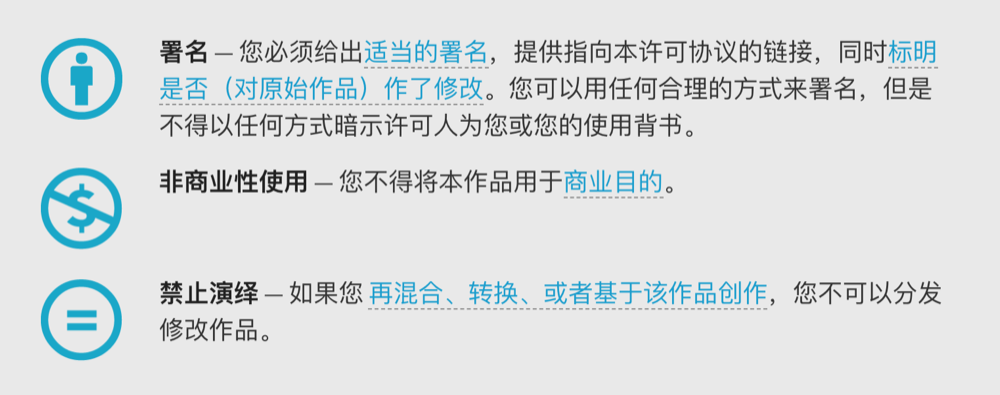 署名 — 您必须给出适当的署名，提供指向本许可协议的链接，同时标明
是否（对原始作品）作了修改。您可以用任何合理的方式来署名，但是
不得以任何方式暗示许可人为您或您的使用背书。
非商业性使用 — 您不得将本作品用于商业目的。
禁止演绎 — 如果您 再混合、转换、或者基于该作品创作，您不可以分发
修改作品。